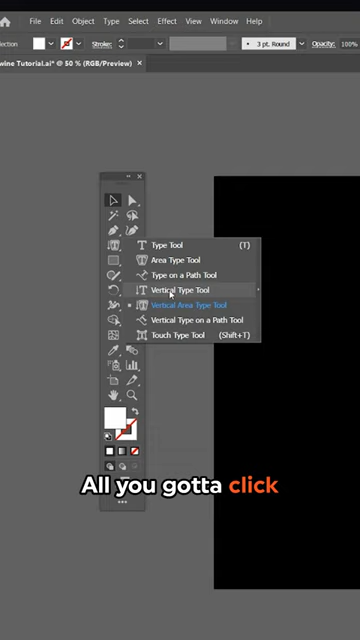 File Edit Object Type Select Effect View Window Help
lection Stroke: 3 pt. Round Opacity: 100%
wine Tutorial.ai* @ 50 % (RGB/Preview) ×
T Type Tool (T)
Area Type Tool
Type on a Path Tool
Vertical Type Tool
Vertical Area Type Tool
Vertical Type on a Path Tool
Touch Type Tool (Shift+T)
All you gotta click